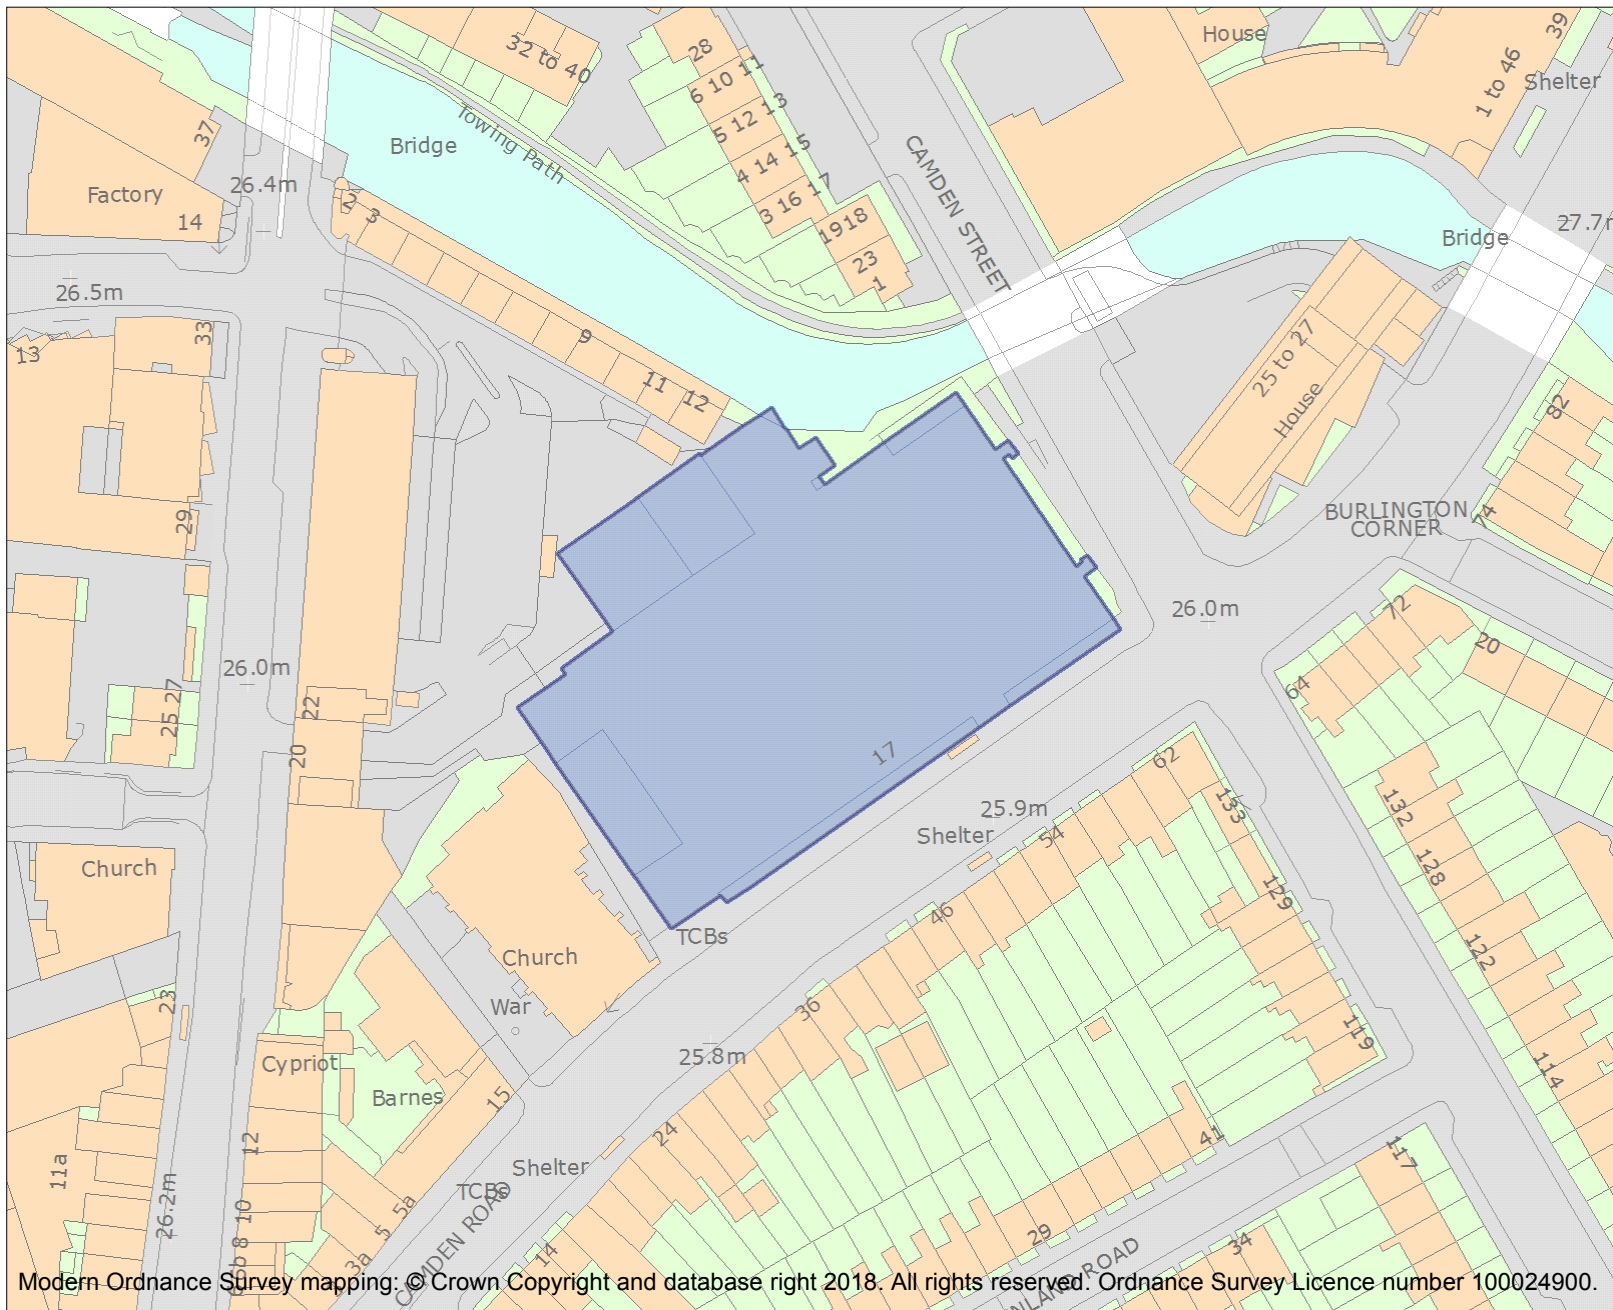 32 to 40
28
House
39
6 10 11
1 to 46
Shelter
5 12 13
37
Bridge
Towing Path
4 14 15
CAMDEN STREET
Factory
26.4m
3 16 17
14
2
3
19 18
27.7m
Bridge
23
1
26.5m
33
13
9
25 to 27
House
11
12
82
29
BURLINGTON
CORNER
74
26.0m
72
20
26.0m
64
25 27
22
20
17
62
132
133
25.9m
Shelter
54
Church
128
129
46
TCBs
Church
122
23
War
36
119
Cypriot
25.8m
114
Barnes
15
12
24
41
117
11a
Shelter
TCBs
26.2m
10
8
6b
5a
5
3a
CAMDEN ROAD
14
29
34
Modern Ordnance Survey mapping: © Crown Copyright and database right 2018. All rights reserved. Ordnance Survey Licence number 100024900.